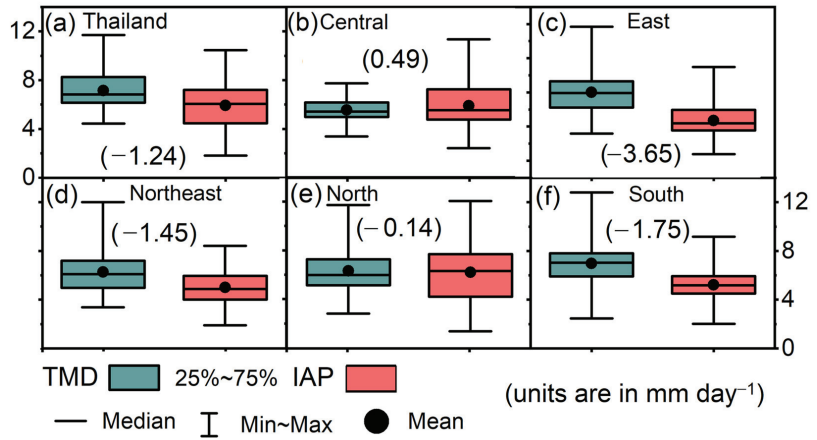 (a) Thailand
(b) Central
(c) East
12
8
4
0
(−1.24)
(0.49)
(−3.65)
(d) Northeast
(e) North
(f) South
(−1.45)
(−0.14)
(−1.75)
12
8
4
0
TMD 25%~75% IAP
(units are in mm day⁻¹)
Median Min~Max Mean